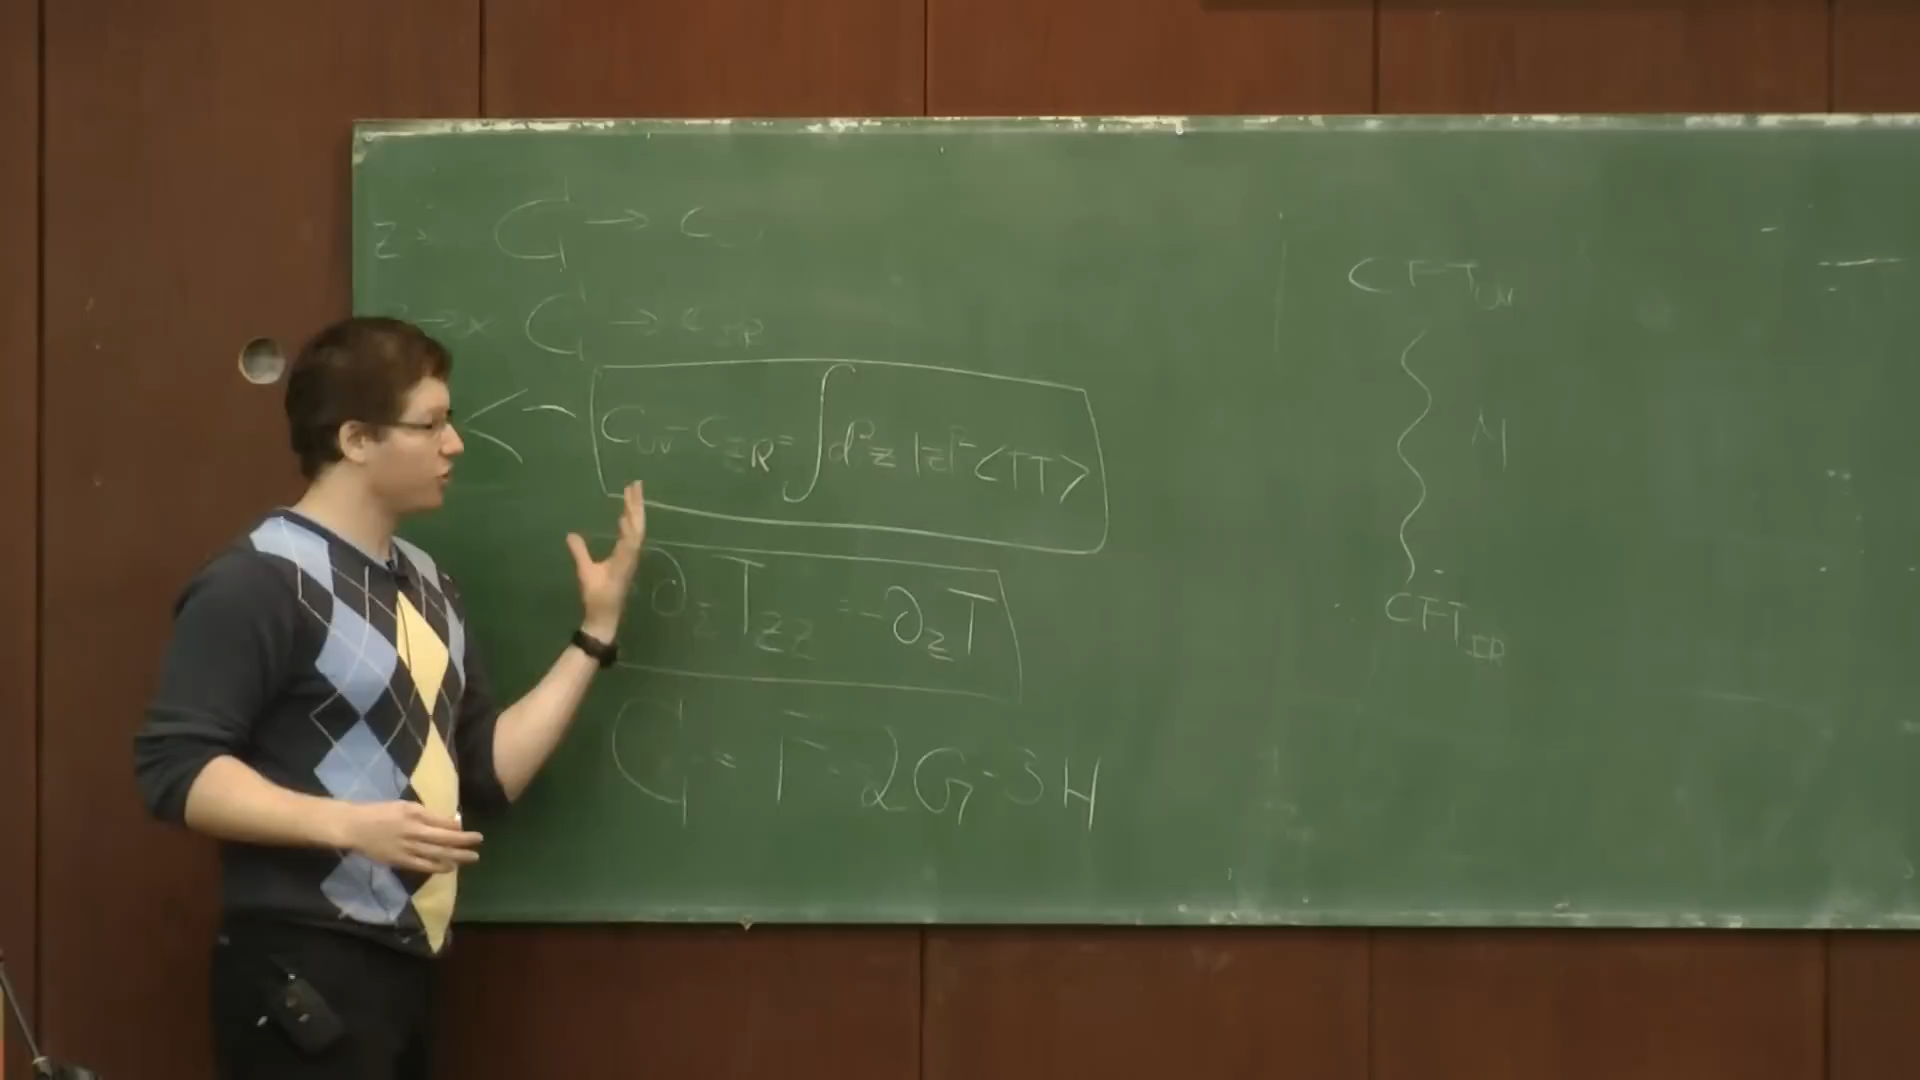 z → C → C_UV
→ ∞ C → C_IR
C_UV - C_IR = ∫ d²z |z|² <TT>
∂_z̄ T_zz = -∂_z T
C = F - 2G - 3H
CFT_UV
M
CFT_IR